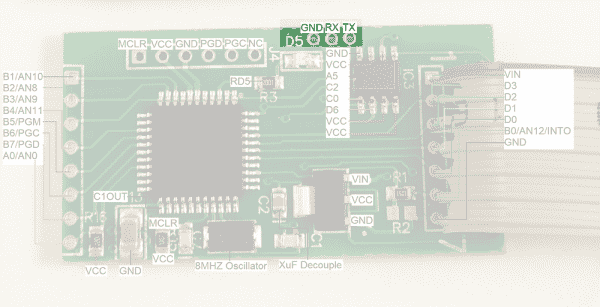 GND RX TX
D5
MCLR VCC GND PGD PGC NC
J4
GND
VCC
A5
C2
C0
D6
VCC
VCC
IC3
RD5
R3
B1/AN10
B2/AN8
B3/AN9
B4/AN11
B5/PGM
B6/PGC
B7/PGD
A0/AN0
VIN
D3
D2
D1
D0
B0/AN12/INTO
GND
C1OUT
MCLR
VCC
GND
VCC
8MHZ Oscillator
XuF Decouple
C2
C1
VIN
VCC
GND
R2